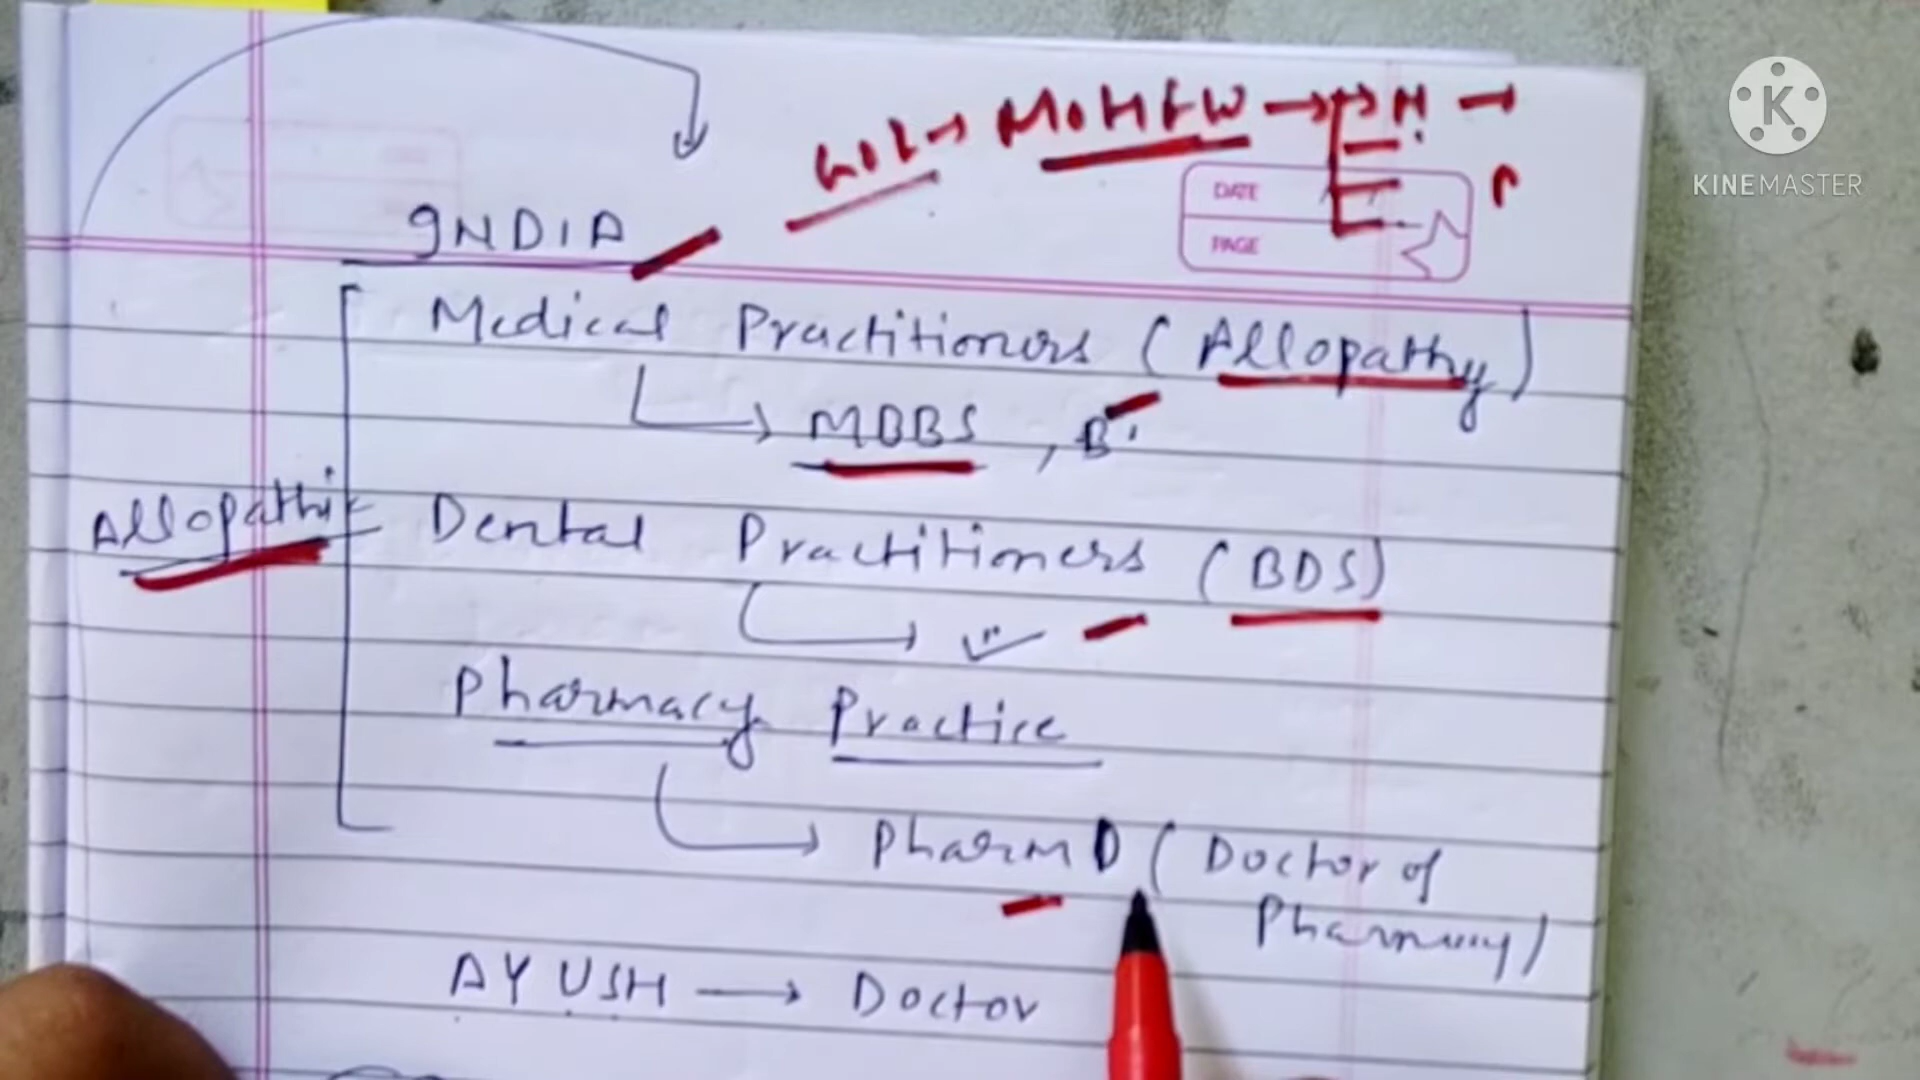 GOI → MOHFW → → H. →
KINEMASTER
DATE
PAGE
INDIA
Medical Practitioners (Allopathy)
→ MBBS , B
Allopathic
Dental Practitioners (BDS)
Pharmacy Practice
→ PharmD (Doctor of
Pharmacy)
AYUSH → Doctor